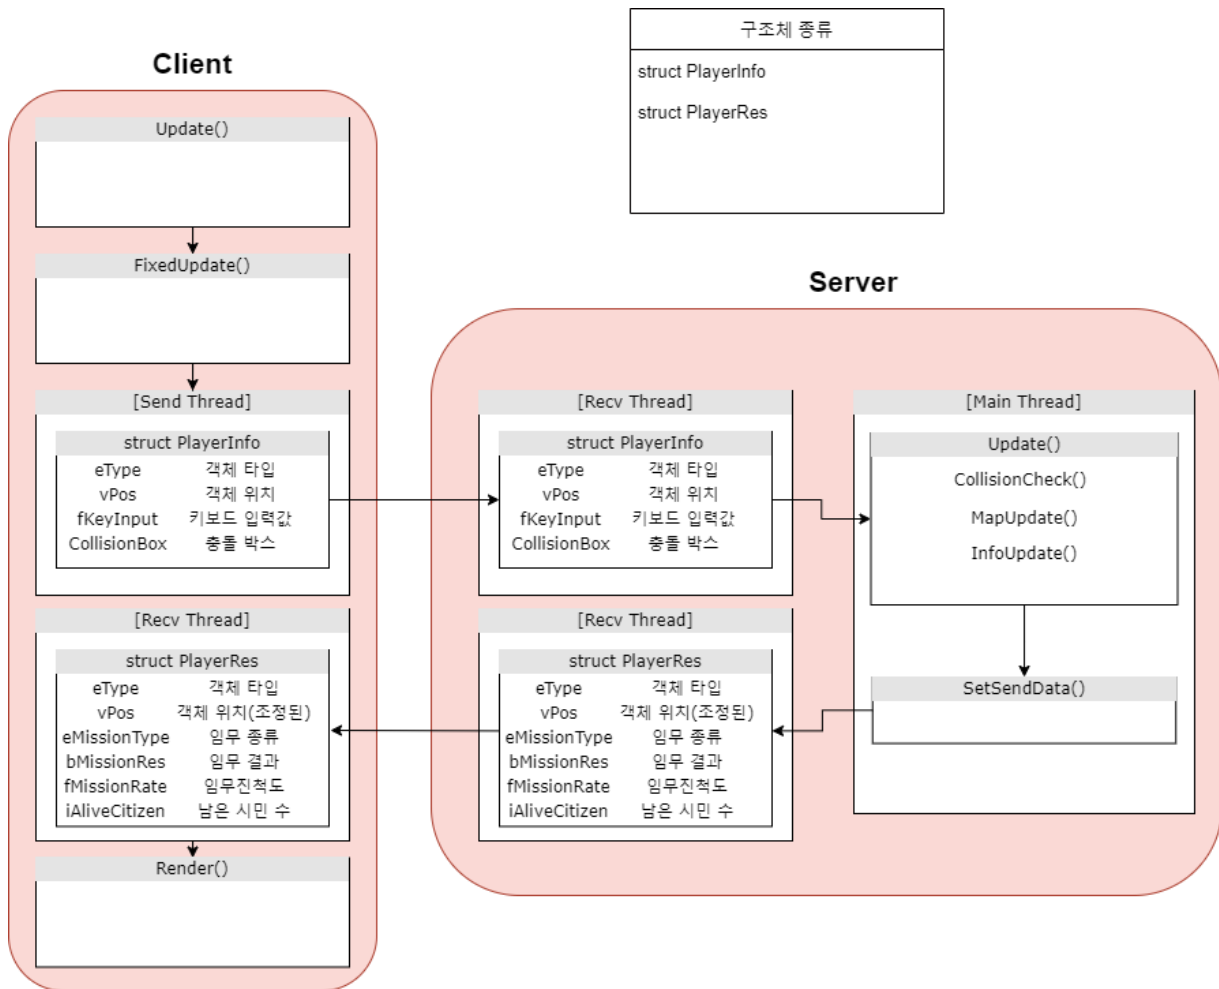 구조체 종류
struct PlayerInfo
struct PlayerRes
Client
Update()
FixedUpdate()
[Send Thread]
struct PlayerInfo
eType 객체 타입
vPos 객체 위치
fKeyInput 키보드 입력값
CollisionBox 충돌 박스
[Recv Thread]
struct PlayerRes
eType 객체 타입
vPos 객체 위치(조정된)
eMissionType 임무 종류
bMissionRes 임무 결과
fMissionRate 임무진척도
iAliveCitizen 남은 시민 수
Render()
Server
[Recv Thread]
struct PlayerInfo
eType 객체 타입
vPos 객체 위치
fKeyInput 키보드 입력값
CollisionBox 충돌 박스
[Recv Thread]
struct PlayerRes
eType 객체 타입
vPos 객체 위치(조정된)
eMissionType 임무 종류
bMissionRes 임무 결과
fMissionRate 임무진척도
iAliveCitizen 남은 시민 수
[Main Thread]
Update()
CollisionCheck()
MapUpdate()
InfoUpdate()
SetSendData()